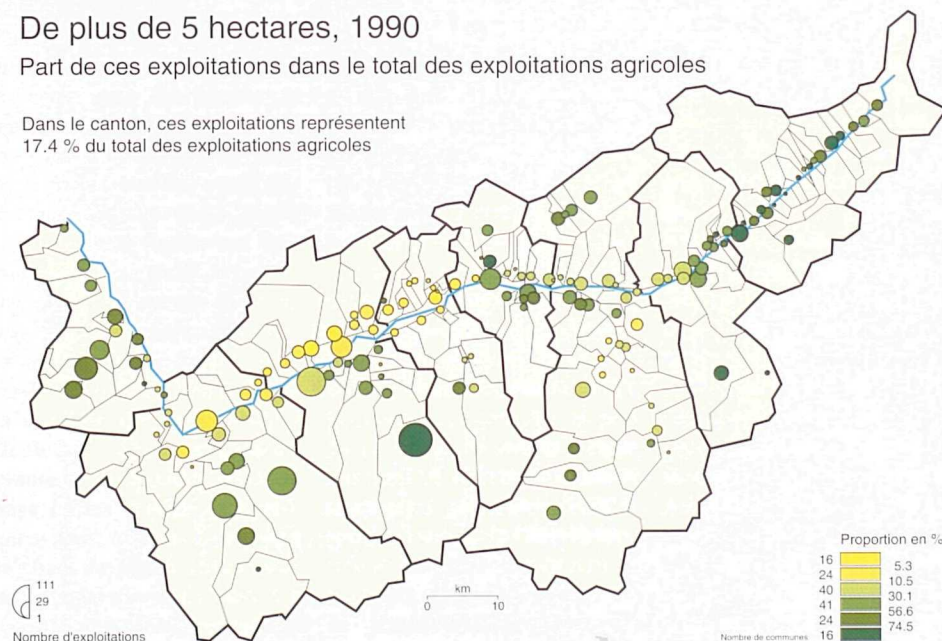 De plus de 5 hectares, 1990
Part de ces exploitations dans le total des exploitations agricoles
Dans le canton, ces exploitations représentent
17.4 % du total des exploitations agricoles
111
29
1
Nombre d'exploitations
km
0 10
Proportion en %
16
5.3
24
10.5
40
30.1
41
56.6
24
74.5
16
Nombre de communes